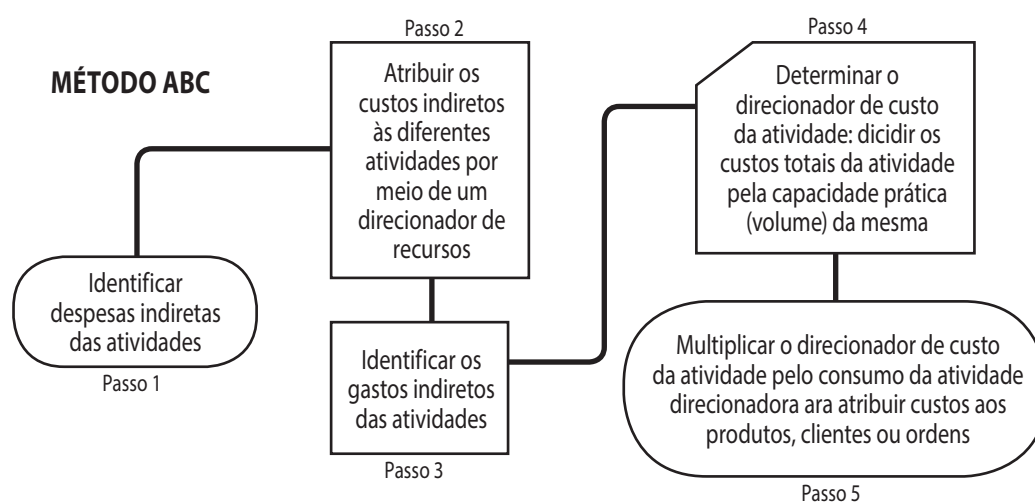 MÉTODO ABC
Identificar
despesas indiretas
das atividades
Passo 1
Passo 2
Atribuir os
custos indiretos
às diferentes
atividades por
meio de um
direcionador de
recursos
Identificar os
gastos indiretos
das atividades
Passo 3
Passo 4
Determinar o
direcionador de custo
da atividade: dicidir os
custos totais da atividade
pela capacidade prática
(volume) da mesma
Multiplicar o direcionador de custo
da atividade pelo consumo da atividade
direcionadora ara atribuir custos aos
produtos, clientes ou ordens
Passo 5